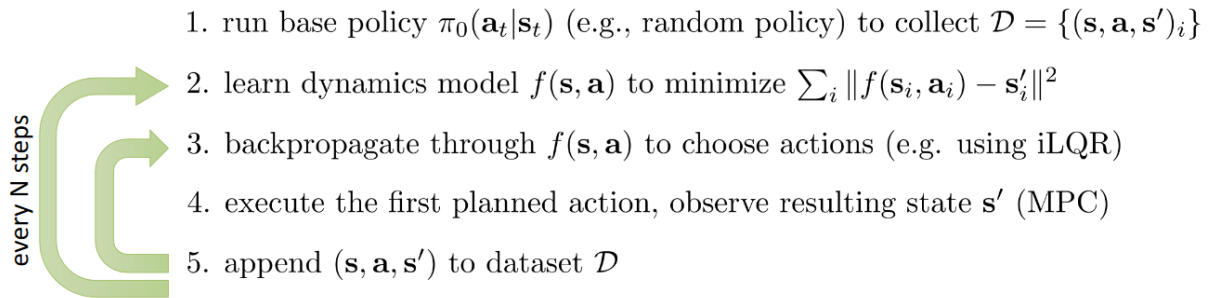 1. run base policy π₀(aₜ|sₜ) (e.g., random policy) to collect 𝒟 = {(s, a, s′)ᵢ}
2. learn dynamics model f(s, a) to minimize ∑ᵢ ‖f(sᵢ, aᵢ) − s′ᵢ‖²
3. backpropagate through f(s, a) to choose actions (e.g. using iLQR)
4. execute the first planned action, observe resulting state s′ (MPC)
5. append (s, a, s′) to dataset 𝒟
every N steps